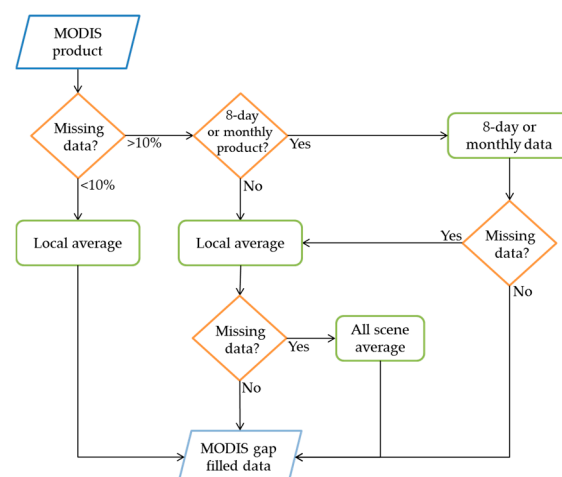 MODIS
product
Missing
data?
>10%
<10%
8-day
or monthly
product?
Yes
No
8-day or
monthly data
Local average
Local average
Yes
Missing
data?
No
Missing
data?
Yes
No
All scene
average
MODIS gap
filled data